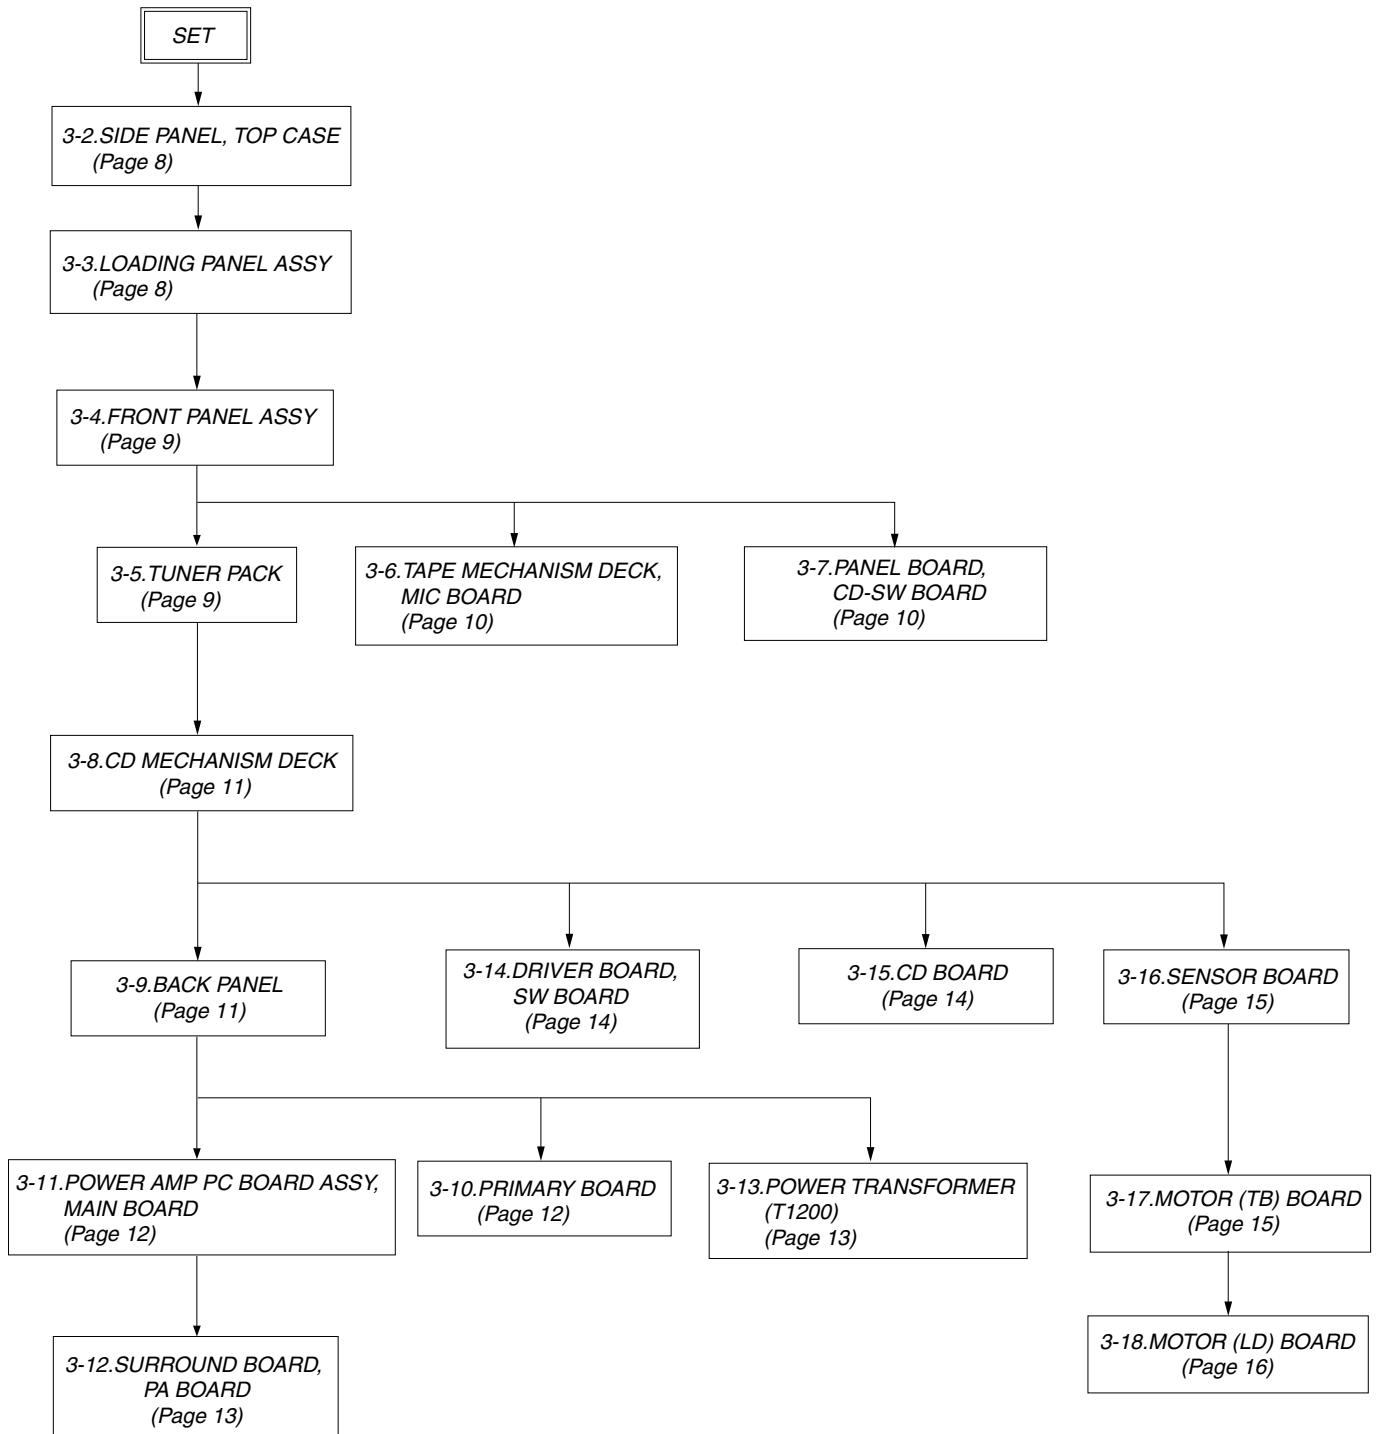 SET
3-2.SIDE PANEL, TOP CASE
(Page 8)
3-3.LOADING PANEL ASSY
(Page 8)
3-4.FRONT PANEL ASSY
(Page 9)
3-5.TUNER PACK
(Page 9)
3-6.TAPE MECHANISM DECK,
MIC BOARD
(Page 10)
3-7.PANEL BOARD,
CD-SW BOARD
(Page 10)
3-8.CD MECHANISM DECK
(Page 11)
3-9.BACK PANEL
(Page 11)
3-14.DRIVER BOARD,
SW BOARD
(Page 14)
3-15.CD BOARD
(Page 14)
3-16.SENSOR BOARD
(Page 15)
3-11.POWER AMP PC BOARD ASSY,
MAIN BOARD
(Page 12)
3-10.PRIMARY BOARD
(Page 12)
3-13.POWER TRANSFORMER
(T1200)
(Page 13)
3-17.MOTOR (TB) BOARD
(Page 15)
3-12.SURROUND BOARD,
PA BOARD
(Page 13)
3-18.MOTOR (LD) BOARD
(Page 16)